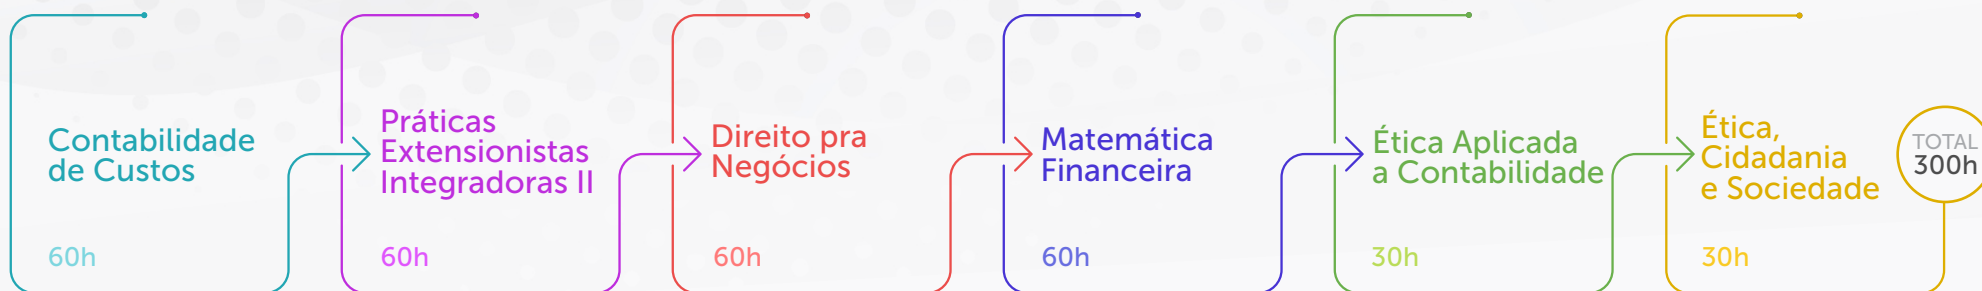 Contabilidade
de Custos
60h
Práticas
Extensionistas
Integradoras II
60h
Direito pra
Negócios
60h
Matemática
Financeira
60h
Ética Aplicada
a Contabilidade
30h
Ética,
Cidadania
e Sociedade
30h
TOTAL
300h